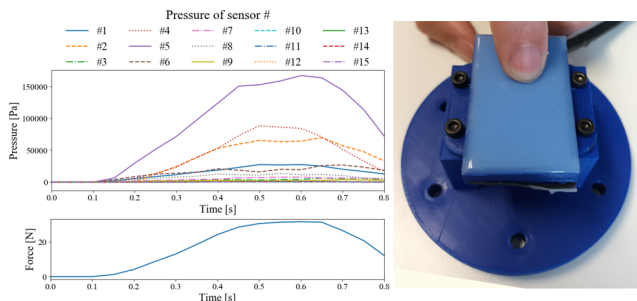 Pressure of sensor #
#1 #4 #7 #10 #13
#2 #5 #8 #11 #14
#3 #6 #9 #12 #15
Pressure [Pa]
150000
100000
50000
0
0.0 0.1 0.2 0.3 0.4 0.5 0.6 0.7 0.8
Time [s]
Force [N]
20
0
0.0 0.1 0.2 0.3 0.4 0.5 0.6 0.7 0.8
Time [s]